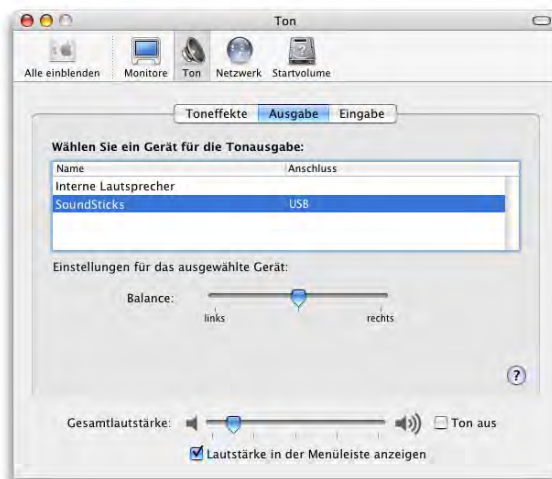 Ton
Alle einblenden Monitore Ton Netzwerk Startvolume
Toneffekte Ausgabe Eingabe
Wählen Sie ein Gerät für die Tonausgabe:
Name Anschluss
Interne Lautsprecher
SoundSticks USB
Einstellungen für das ausgewählte Gerät:
Balance:
links rechts
?
Gesamtlautstärke: Ton aus
Lautstärke in der Menüleiste anzeigen